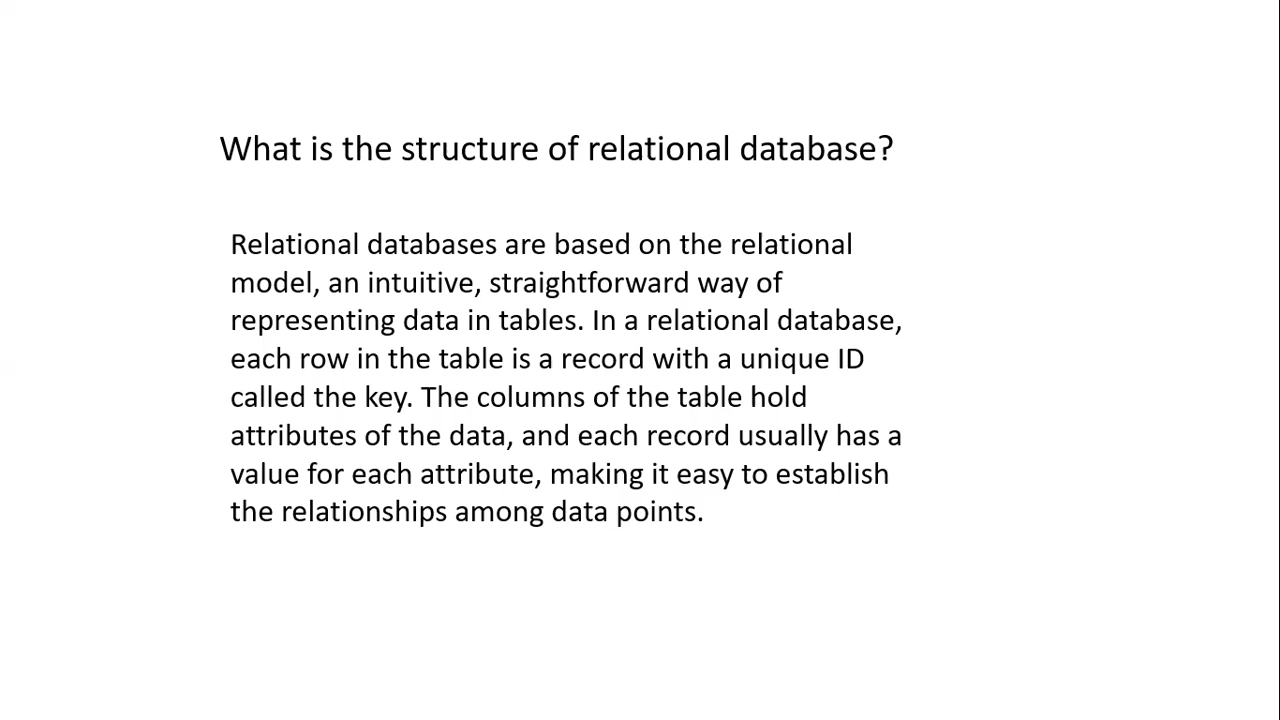 What is the structure of relational database?
Relational databases are based on the relational
model, an intuitive, straightforward way of
representing data in tables. In a relational database,
each row in the table is a record with a unique ID
called the key. The columns of the table hold
attributes of the data, and each record usually has a
value for each attribute, making it easy to establish
the relationships among data points.